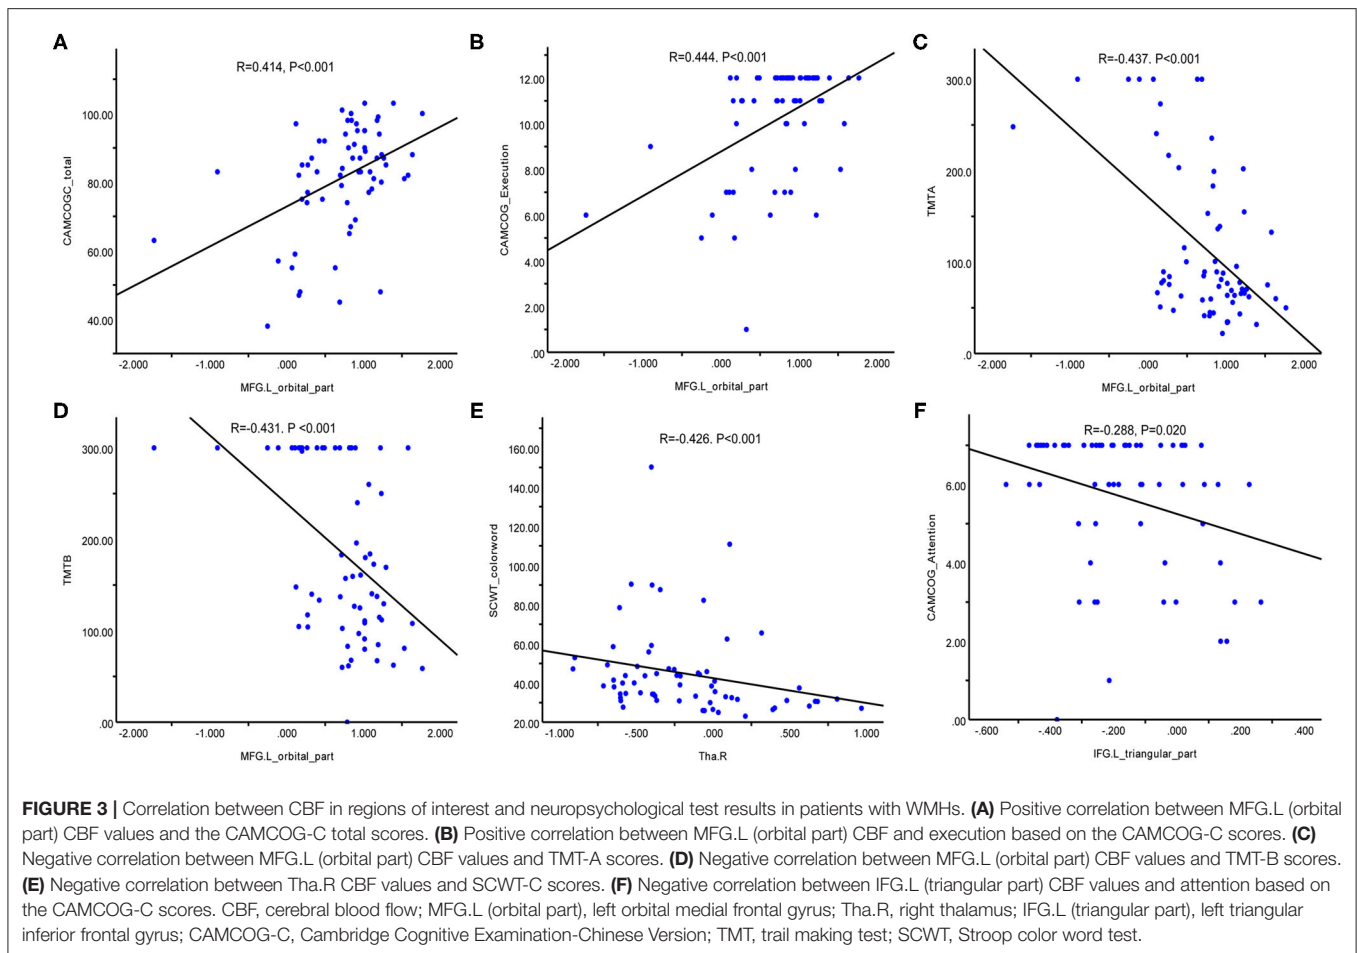 A
R=0.414, P<0.001
100.00
80.00
60.00
40.00
CAMCOGC_total
-2.000 -1.000 .000 1.000 2.000
MFG.L_orbital_part
B
R=0.444, P<0.001
12.00
10.00
8.00
6.00
4.00
2.00
.00
CAMCOG_Execution
-2.000 -1.000 .000 1.000 2.000
MFG.L_orbital_part
C
R=-0.437. P<0.001
300.0
200.0
100.0
.0
TMTA
-2.000 -1.000 .000 1.000 2.000
MFG.L_orbital_part
D
R=-0.431. P <0.001
300.00
200.00
100.00
.00
TMTB
-2.000 -1.000 .000 1.000 2.000
MFG.L_orbital_part
E
R=-0.426. P<0.001
160.00
140.00
120.00
100.00
80.00
60.00
40.00
20.00
SCWT_colorword
-1.000 -.500 .000 .500 1.000
Tha.R
F
R=-0.288, P=0.020
6.00
4.00
2.00
.00
CAMCOG_Attention
-.600 -.400 -.200 .000 .200 .400
IFG.L_triangular_part
FIGURE 3 | Correlation between CBF in regions of interest and neuropsychological test results in patients with WMHs. (A) Positive correlation between MFG.L (orbital
part) CBF values and the CAMCOG-C total scores. (B) Positive correlation between MFG.L (orbital part) CBF and execution based on the CAMCOG-C scores. (C)
Negative correlation between MFG.L (orbital part) CBF values and TMT-A scores. (D) Negative correlation between MFG.L (orbital part) CBF values and TMT-B scores.
(E) Negative correlation between Tha.R CBF values and SCWT-C scores. (F) Negative correlation between IFG.L (triangular part) CBF values and attention based on
the CAMCOG-C scores. CBF, cerebral blood flow; MFG.L (orbital part), left orbital medial frontal gyrus; Tha.R, right thalamus; IFG.L (triangular part), left triangular
inferior frontal gyrus; CAMCOG-C, Cambridge Cognitive Examination-Chinese Version; TMT, trail making test; SCWT, Stroop color word test.